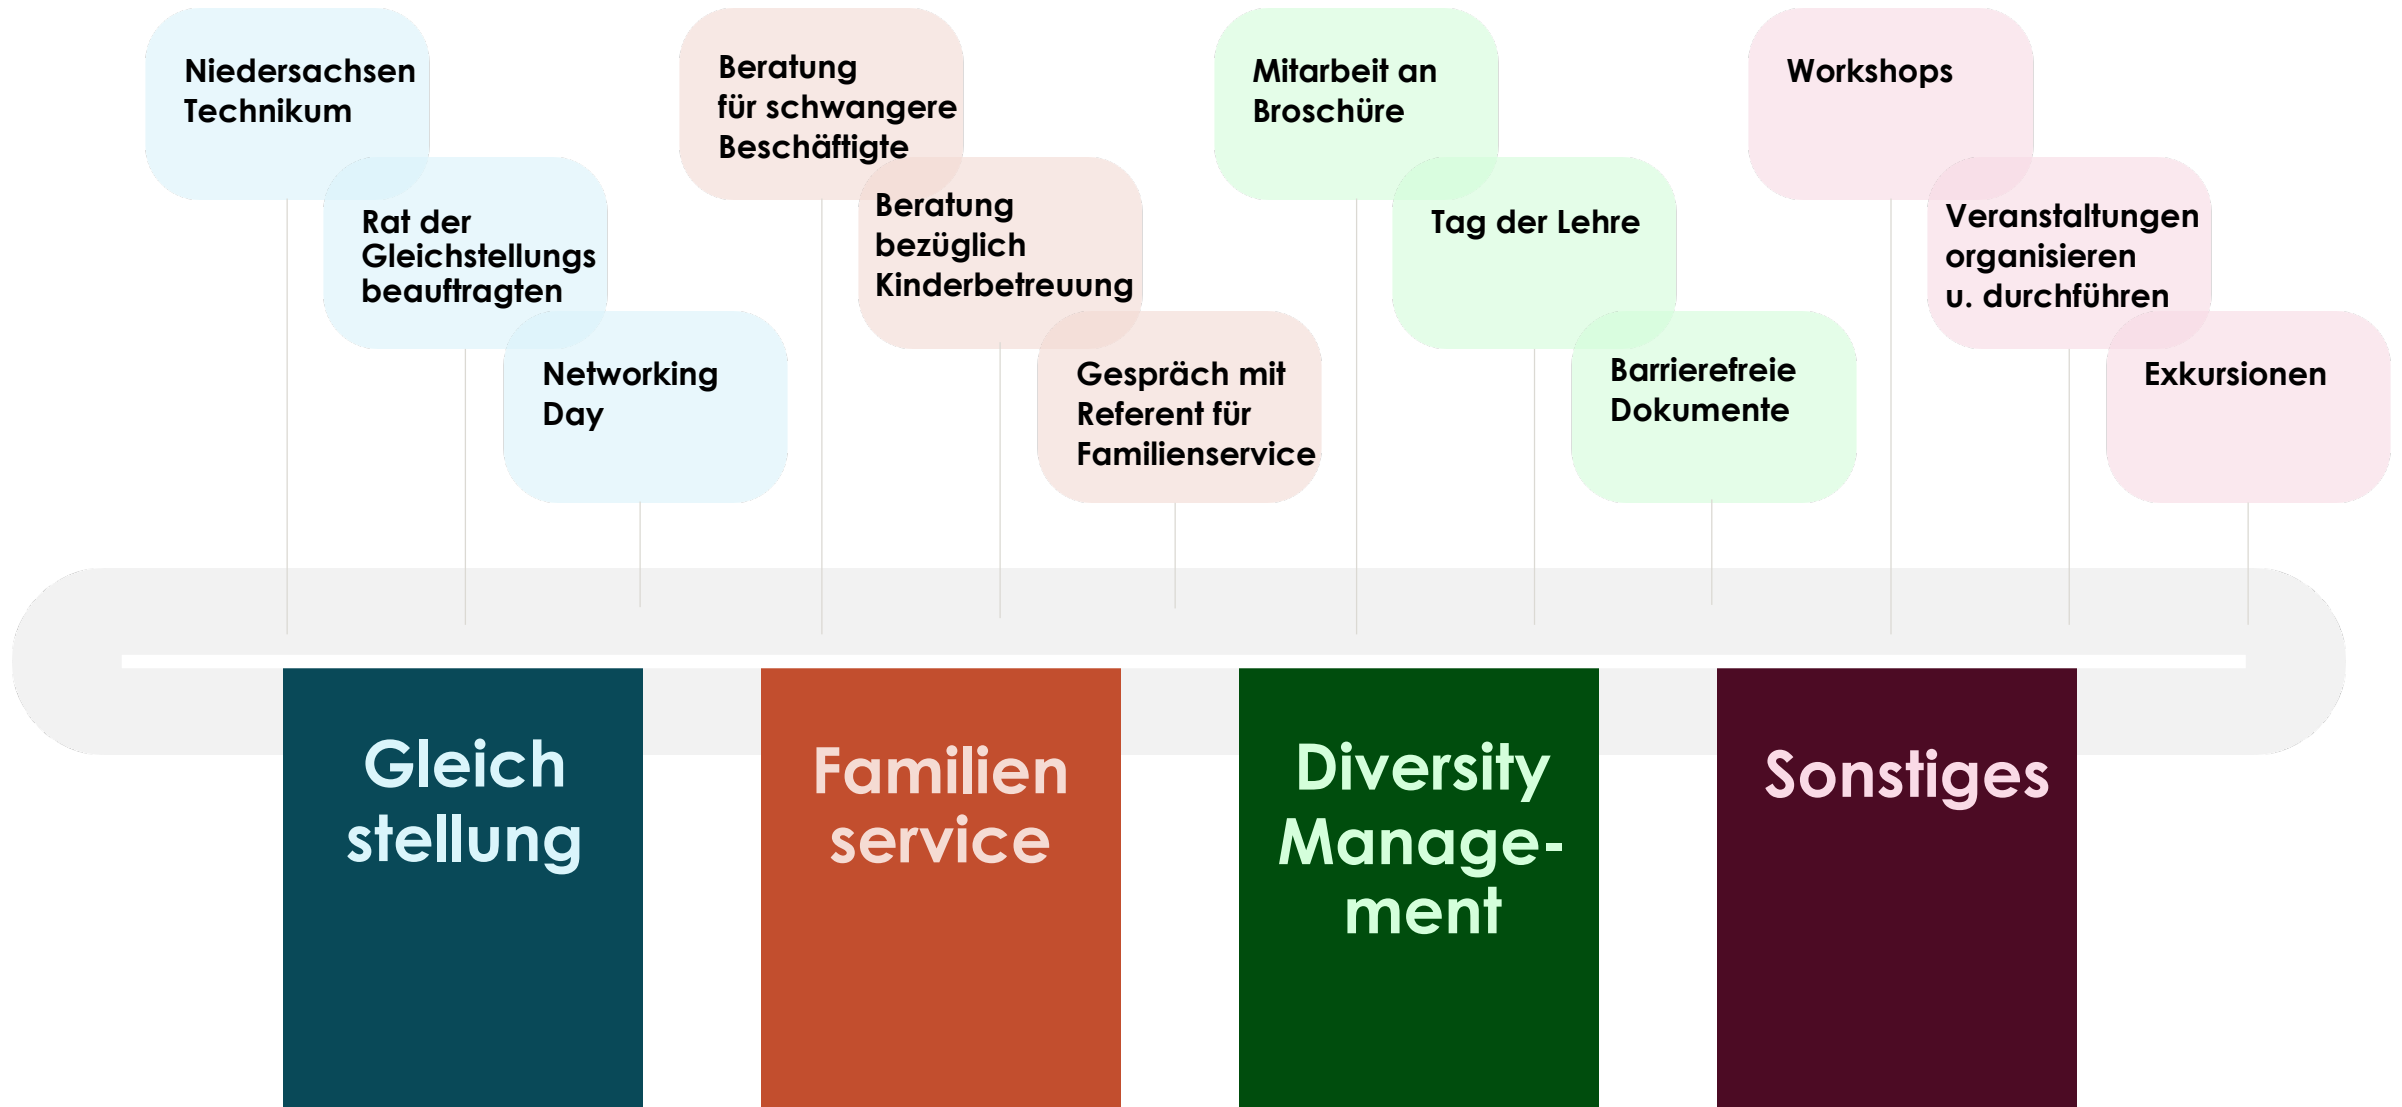 Niedersachsen
Technikum
Rat der
Gleichstellungs
beauftragten
Networking
Day
Beratung
für schwangere
Beschäftigte
Beratung
bezüglich
Kinderbetreuung
Gespräch mit
Referent für
Familienservice
Mitarbeit an
Broschüre
Tag der Lehre
Barrierefreie
Dokumente
Workshops
Veranstaltungen
organisieren
u. durchführen
Exkursionen
Gleich
stellung
Familien
service
Diversity
Manage-
ment
Sonstiges